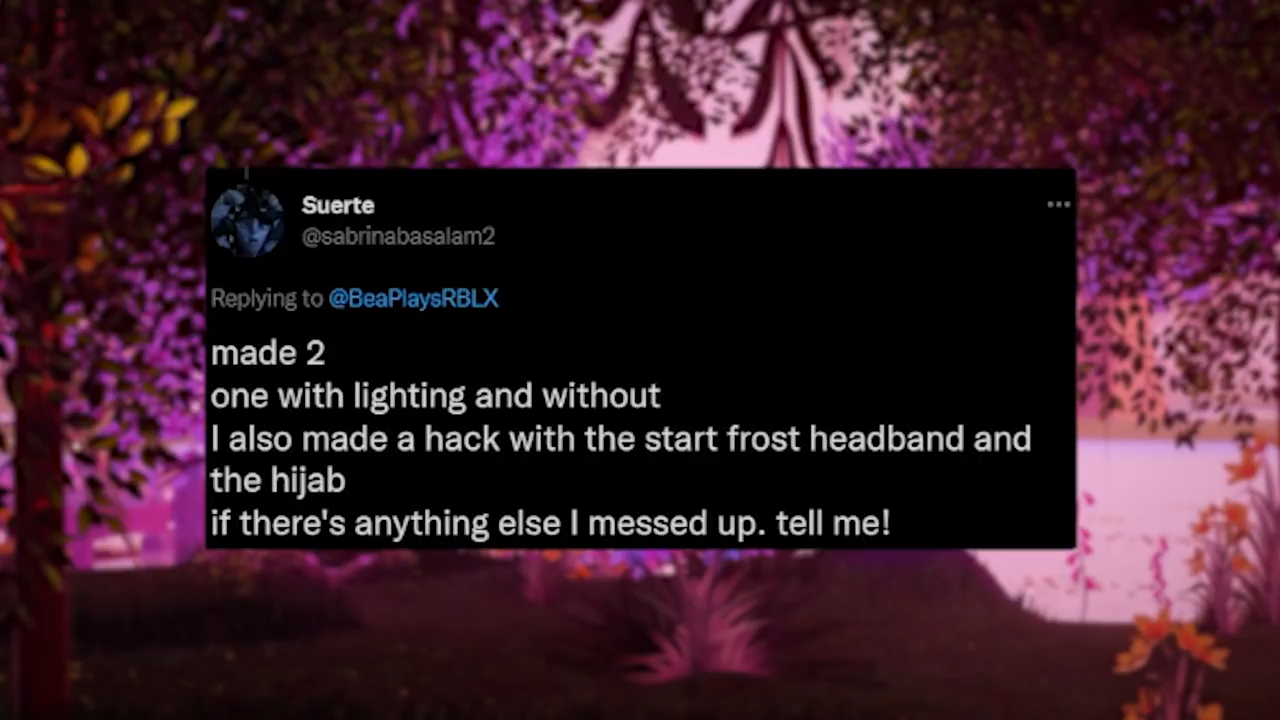 Suerte
@sabrinabasalam2
Replying to @BeaPlaysRBLX
made 2
one with lighting and without
I also made a hack with the start frost headband and
the hijab
if there's anything else I messed up. tell me!